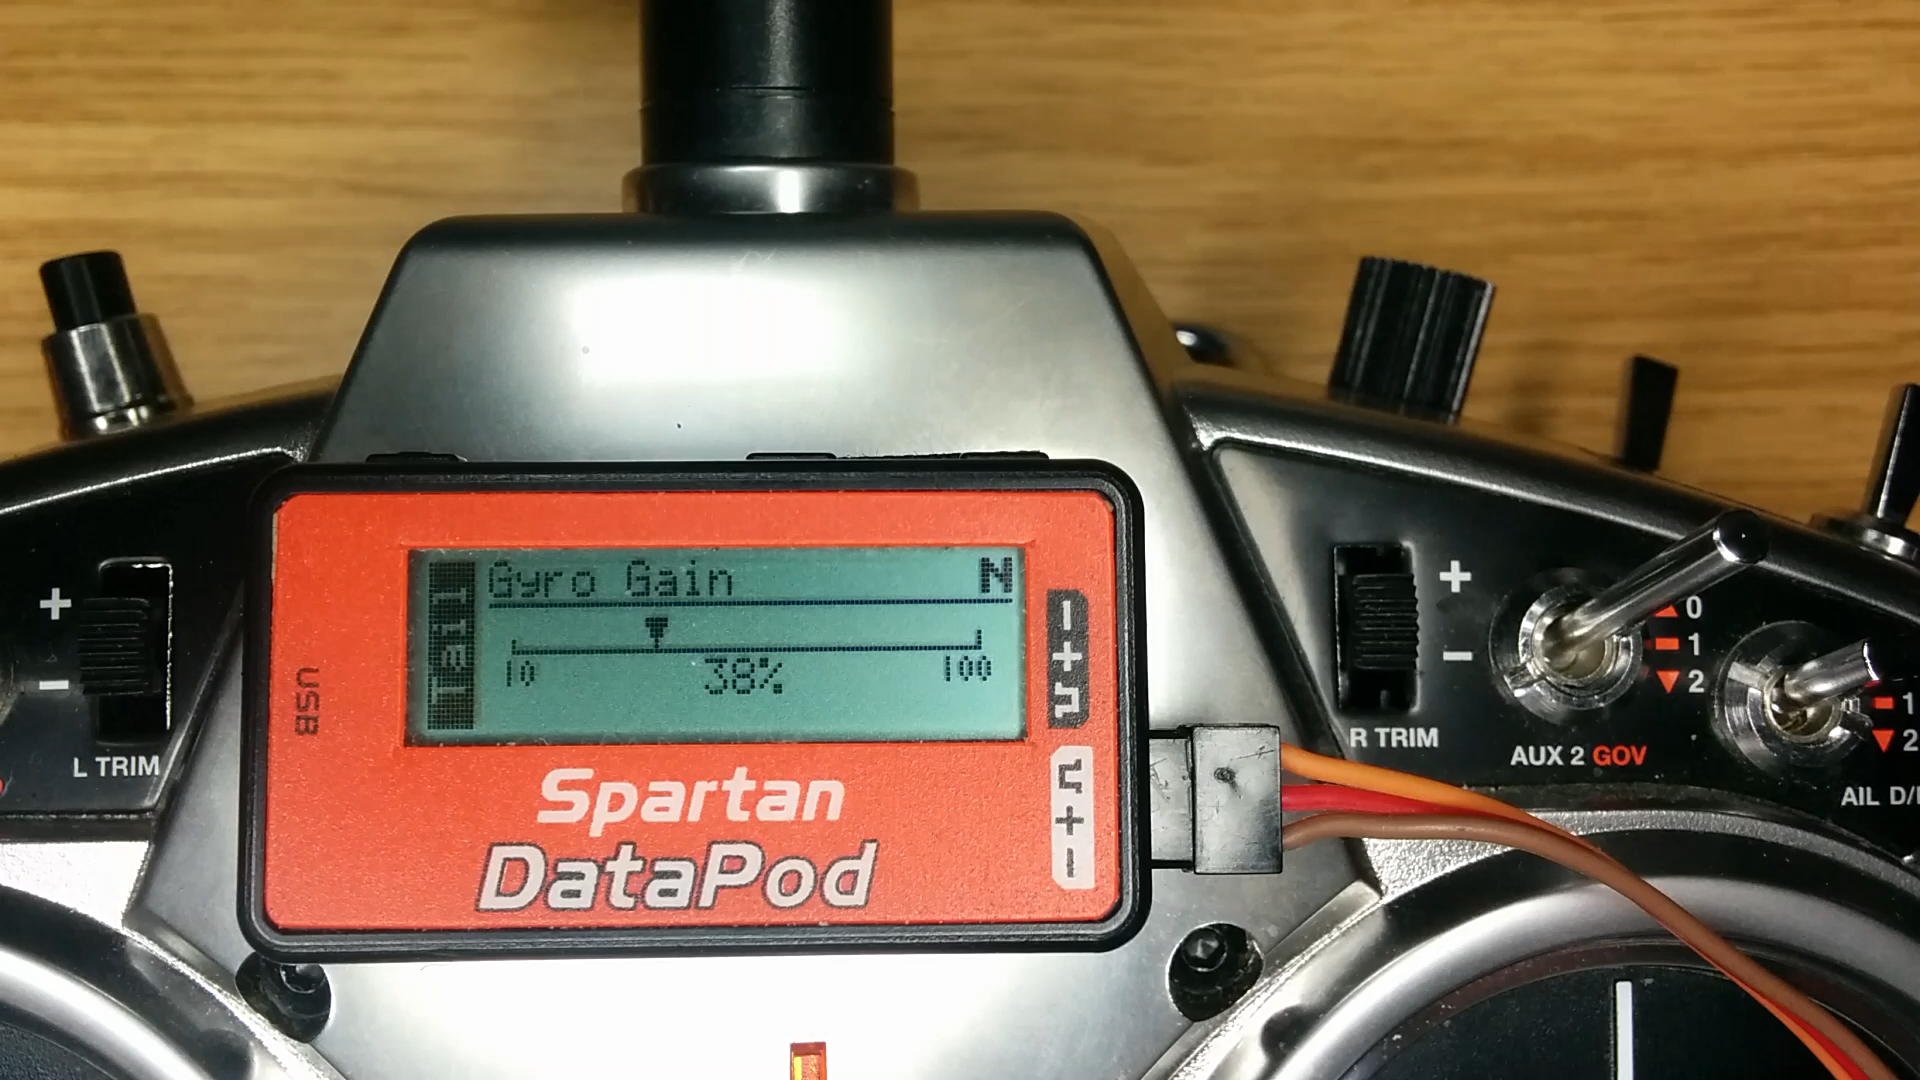 Gyro Gain N
Tail
10 38% 100
USB
Spartan
DataPod
+
-
L TRIM
+
-
R TRIM
0
1
2
AUX 2 GOV
1
2
AIL D/